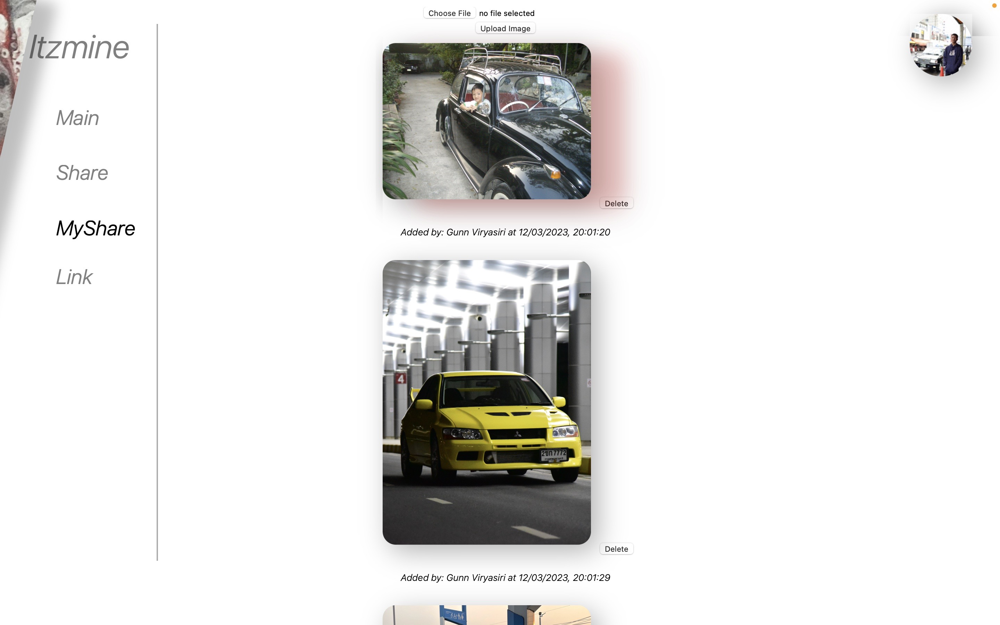 Choose File no file selected
Upload Image
Itzmine
Main
Share
MyShare
Link
Delete
Added by: Gunn Viryasiri at 12/03/2023, 20:01:20
4
2ขก 7772
Delete
Added by: Gunn Viryasiri at 12/03/2023, 20:01:29